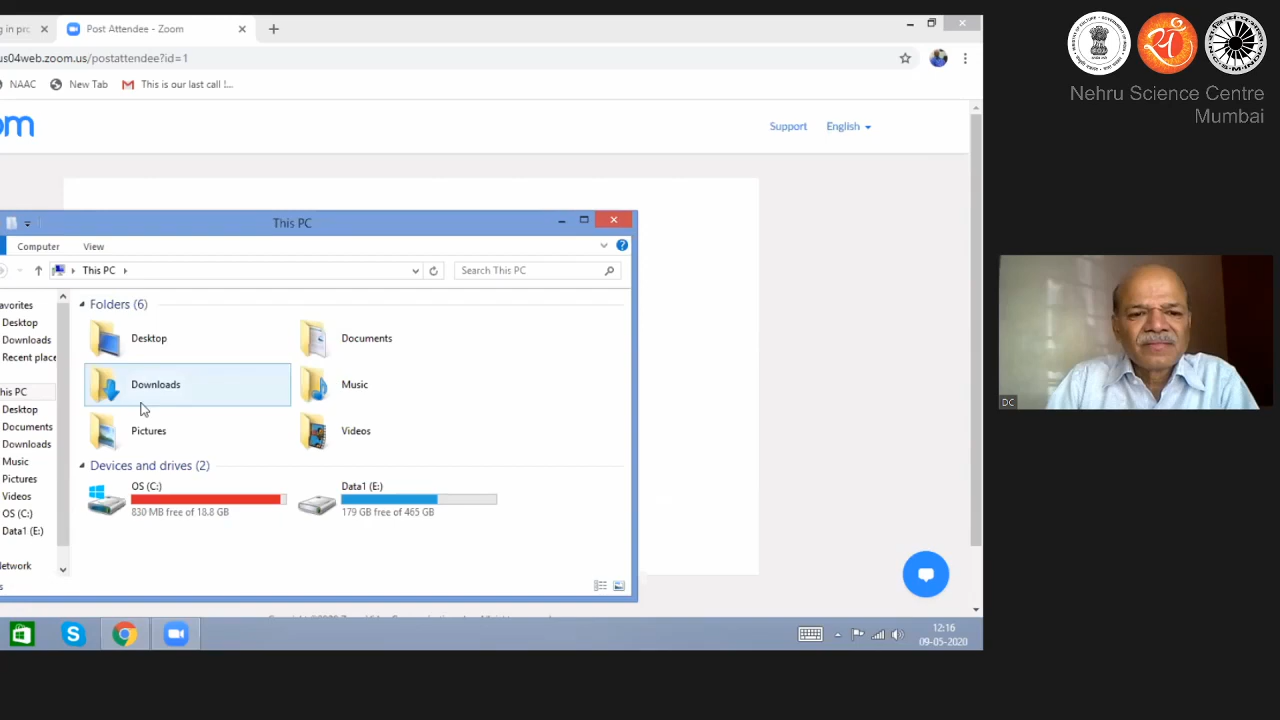 g in pro
Post Attendee - Zoom
us04web.zoom.us/postattendee?id=1
NAAC
New Tab
This is our last call !...
om
Support
English
This PC
Computer
View
This PC
Search This PC
avorites
Desktop
Downloads
Recent place
his PC
Desktop
Documents
Downloads
Music
Pictures
Videos
OS (C:)
Data1 (E:)
etwork
s
Folders (6)
Desktop
Documents
Downloads
Music
Pictures
Videos
Devices and drives (2)
OS (C:)
830 MB free of 18.8 GB
Data1 (E:)
179 GB free of 465 GB
12:16
09-05-2020
Nehru Science Centre
Mumbai
DC